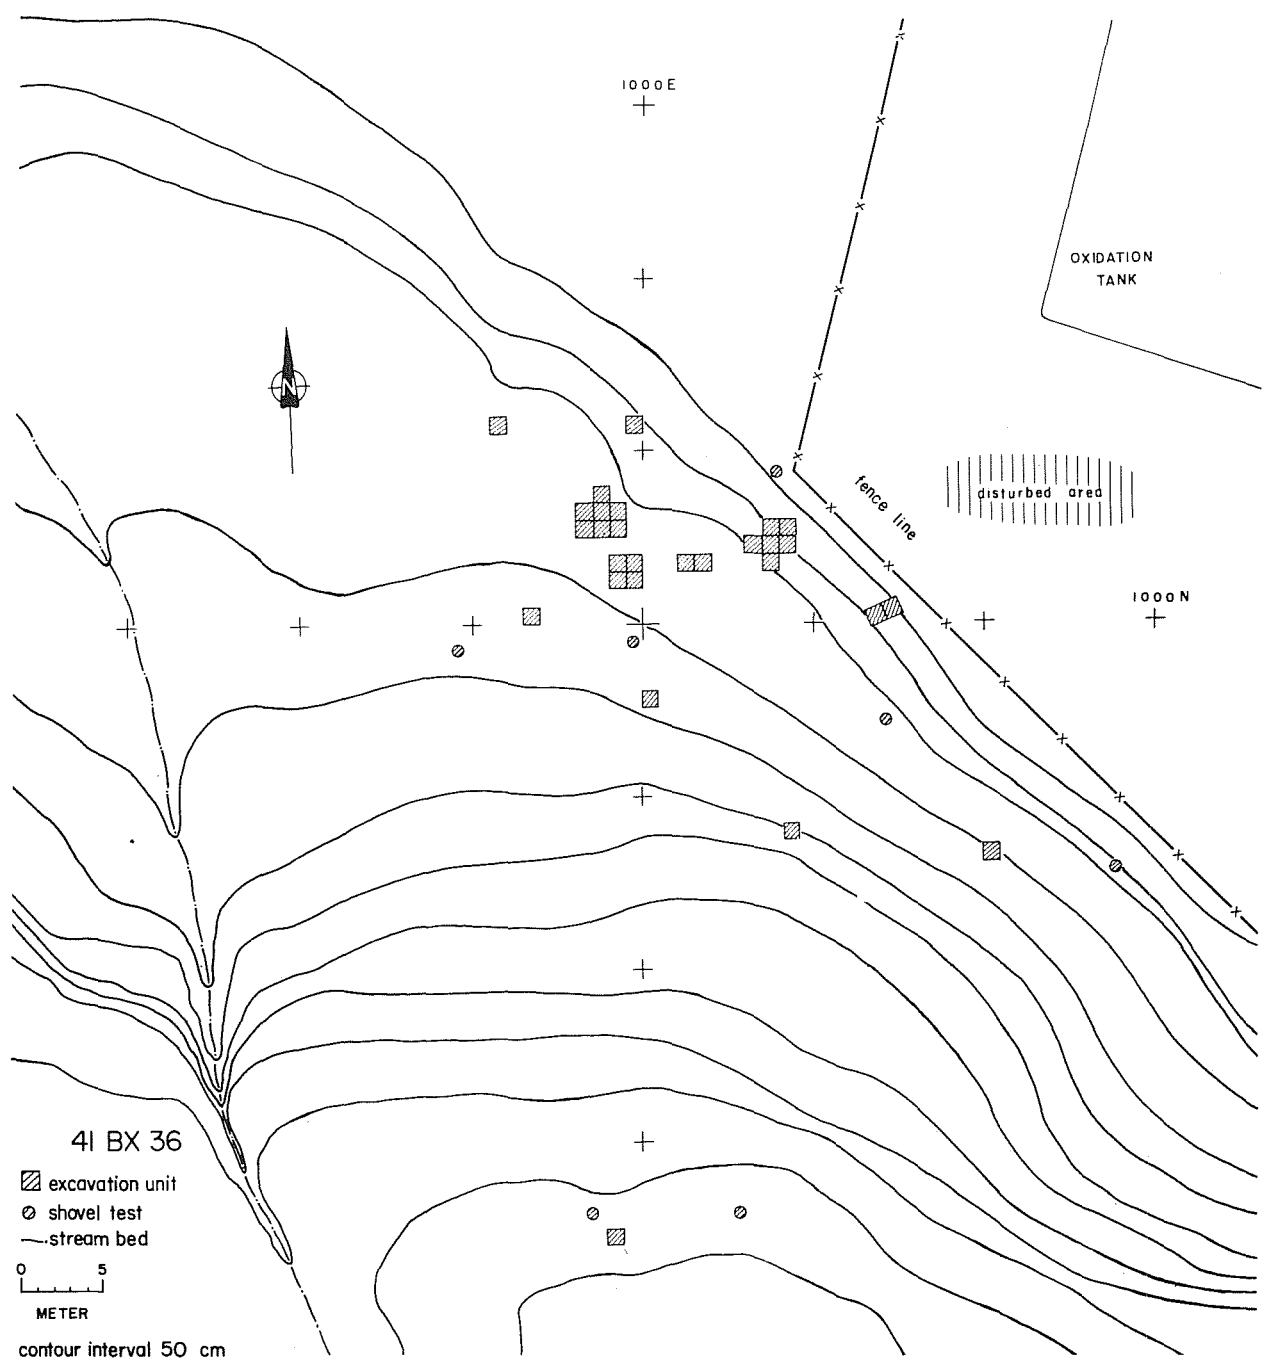 1000E
OXIDATION
TANK
N
fence line
disturbed area
1000N
41 BX 36
excavation unit
shovel test
stream bed
0 5
METER
contour interval 50 cm